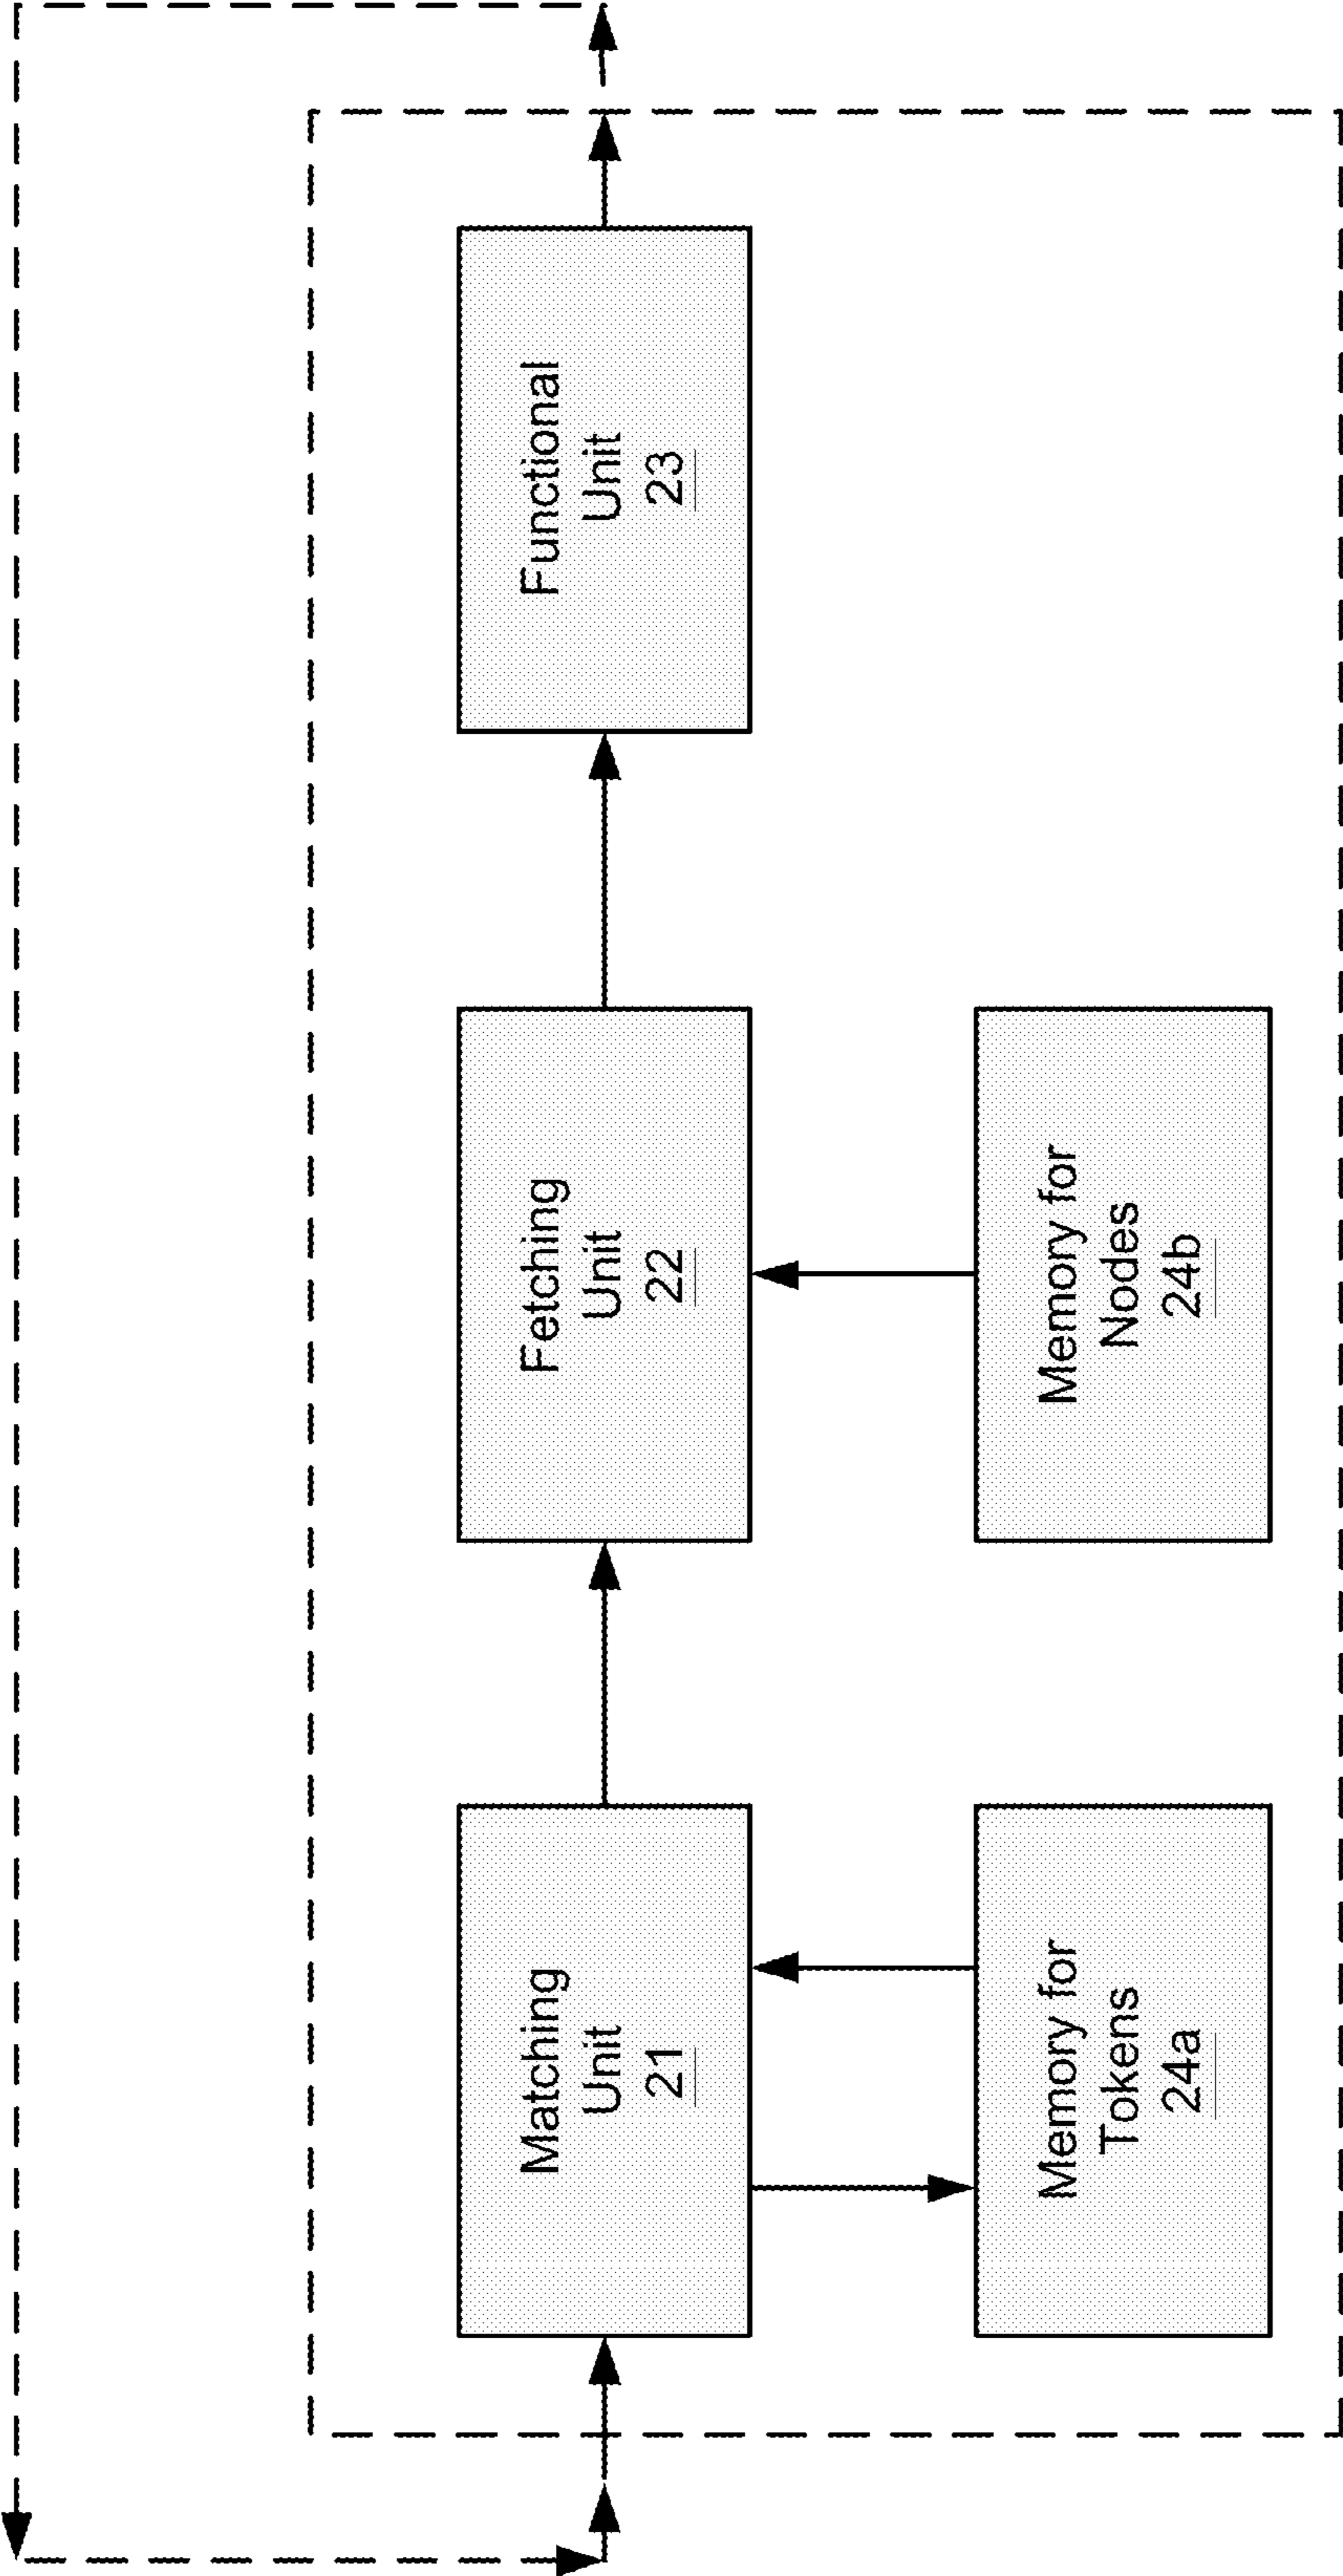 Matching
Unit
21
Fetching
Unit
22
Functional
Unit
23
Memory for
Tokens
24a
Memory for
Nodes
24b